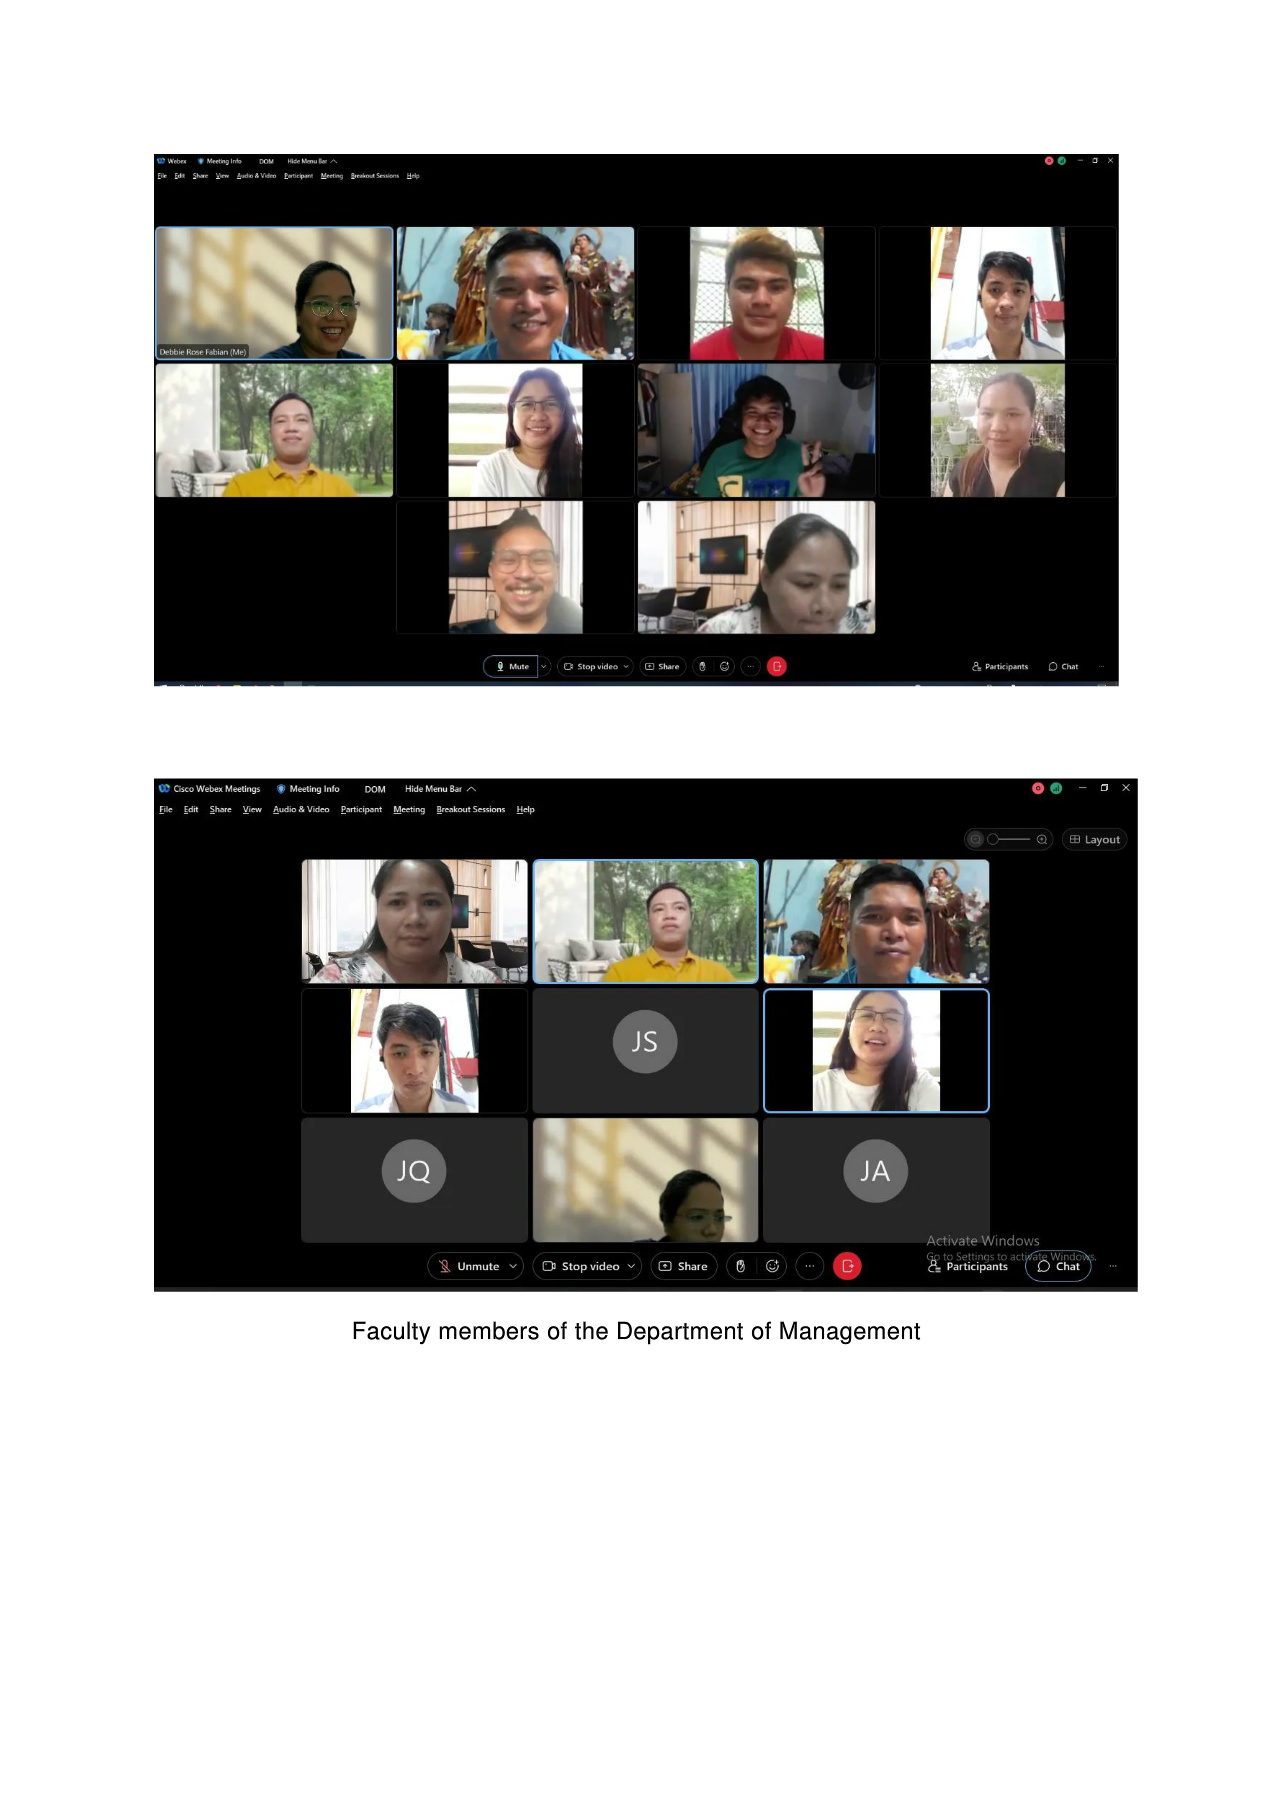 Webex Meeting Info DOM Hide Menu Bar
File Edit Share View Audio & Video Participant Meeting Breakout Sessions Help
Debbie Rose Fabian (Me)
Mute Stop video Share Participants Chat
Cisco Webex Meetings Meeting Info DOM Hide Menu Bar
File Edit Share View Audio & Video Participant Meeting Breakout Sessions Help
Layout
JS
JQ
JA
Activate Windows
Go to Settings to activate Windows.
Unmute Stop video Share Participants Chat
Faculty members of the Department of Management